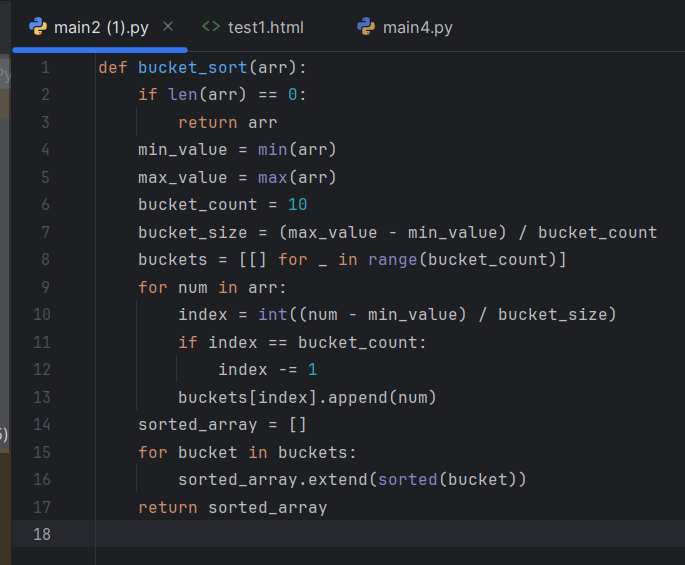 main2 (1).py × <> test1.html main4.py
1 def bucket_sort(arr):
2     if len(arr) == 0:
3         return arr
4     min_value = min(arr)
5     max_value = max(arr)
6     bucket_count = 10
7     bucket_size = (max_value - min_value) / bucket_count
8     buckets = [[] for _ in range(bucket_count)]
9     for num in arr:
10         index = int((num - min_value) / bucket_size)
11         if index == bucket_count:
12             index -= 1
13         buckets[index].append(num)
14     sorted_array = []
15     for bucket in buckets:
16         sorted_array.extend(sorted(bucket))
17     return sorted_array
18